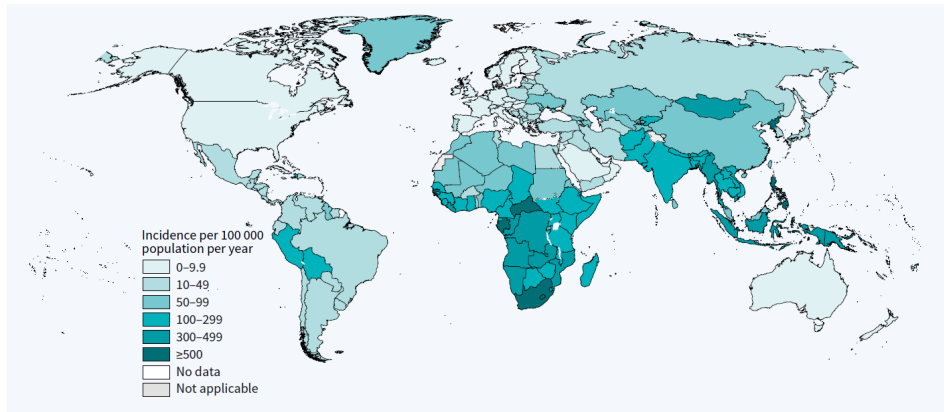 Incidence per 100 000
population per year
0–9.9
10–49
50–99
100–299
300–499
≥500
No data
Not applicable